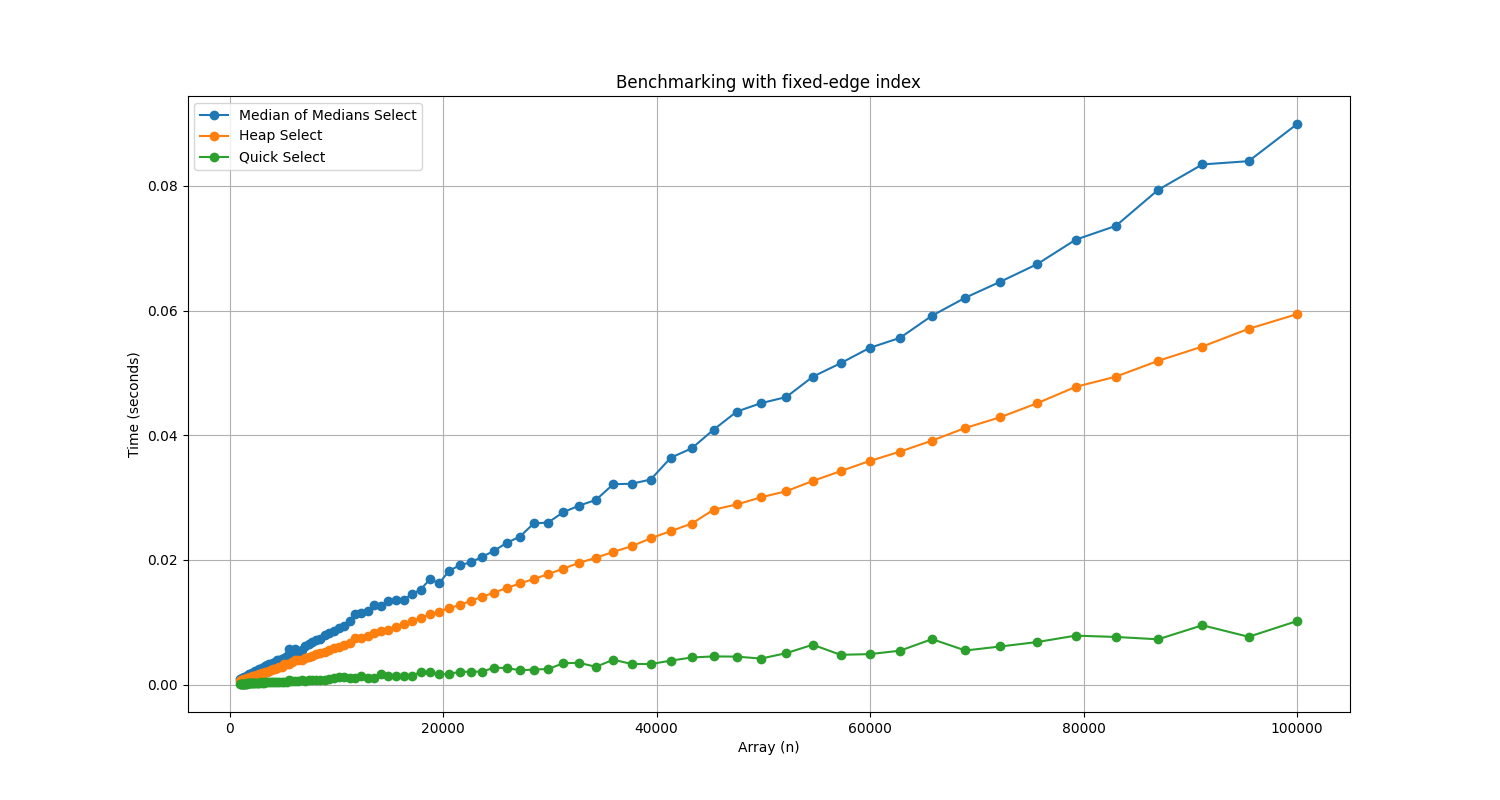 Benchmarking with fixed-edge index
Median of Medians Select
Heap Select
Quick Select
0.08
0.06
0.04
0.02
0.00
Time (seconds)
0
20000
40000
60000
80000
100000
Array (n)